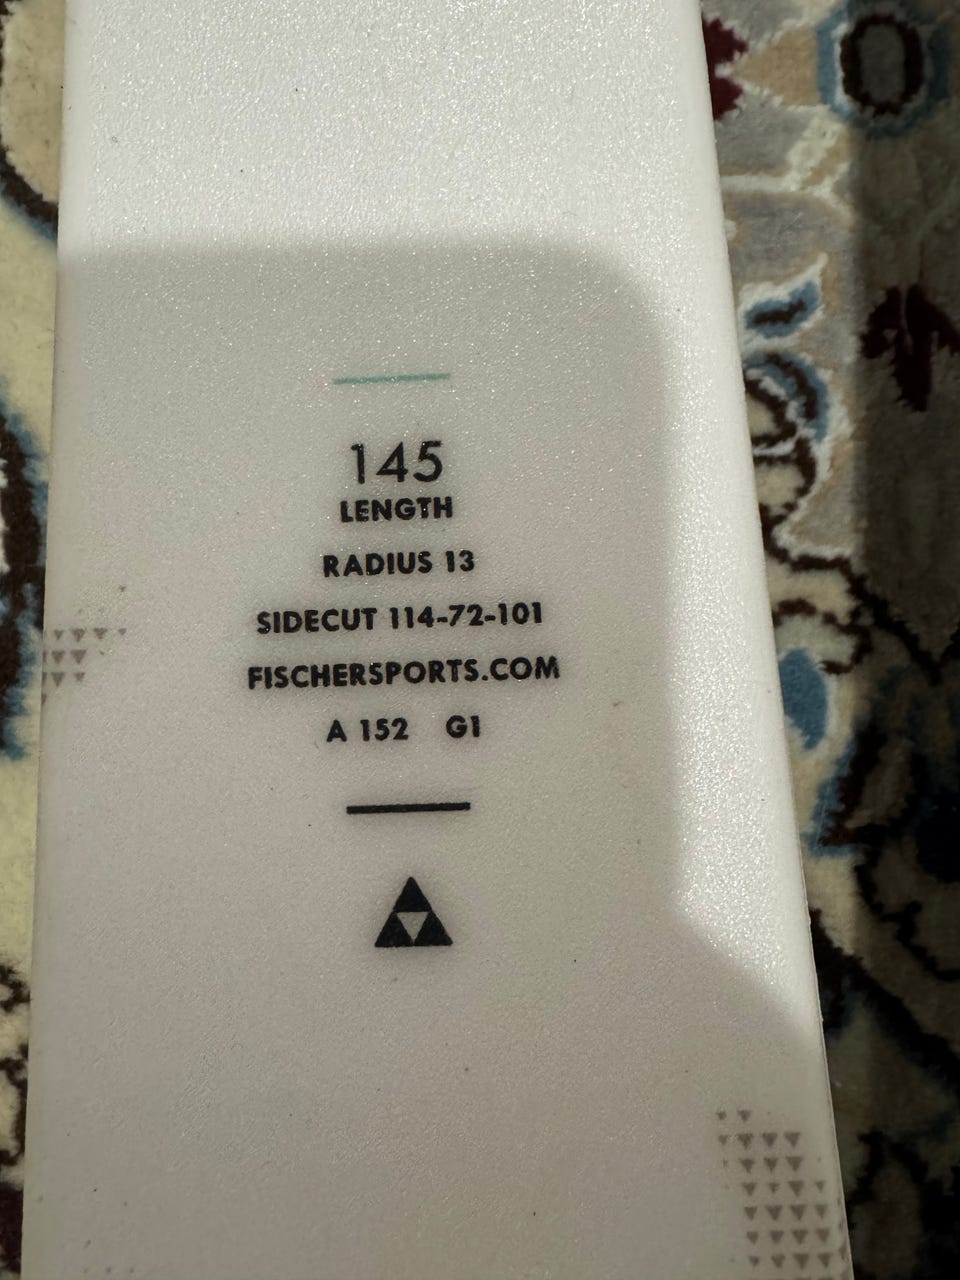 145
LENGTH
RADIUS 13
SIDECUT 114-72-101
FISCHERSPORTS.COM
A 152 G1